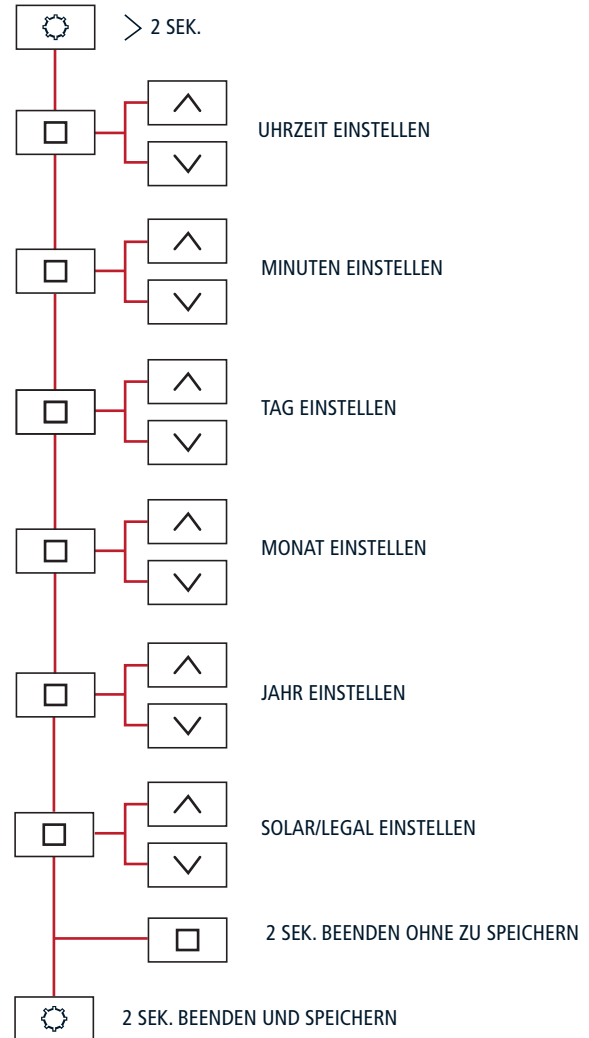 > 2 SEK.
UHRZEIT EINSTELLEN
MINUTEN EINSTELLEN
TAG EINSTELLEN
MONAT EINSTELLEN
JAHR EINSTELLEN
SOLAR/LEGAL EINSTELLEN
2 SEK. BEENDEN OHNE ZU SPEICHERN
2 SEK. BEENDEN UND SPEICHERN